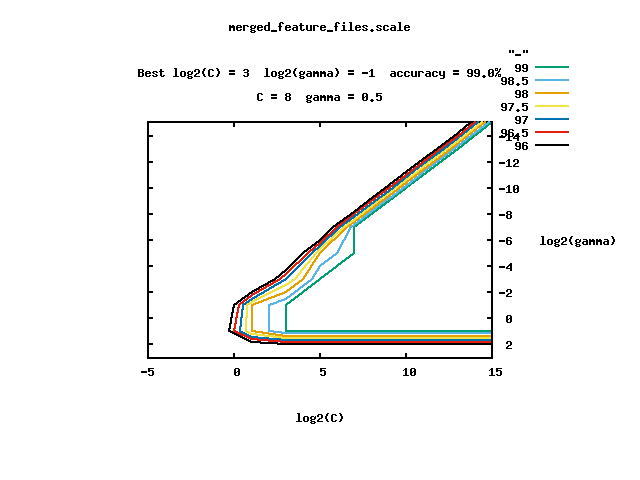 merged_feature_files.scale
"_"
Best log2(C) = 3 log2(gamma) = -1 accuracy = 99.0%
99
98.5
C = 8 gamma = 0.5
98
97.5
97
96.5
-14
96
-12
-10
-8
-6
log2(gamma)
-4
-2
0
2
-5 0 5 10 15
log2(C)